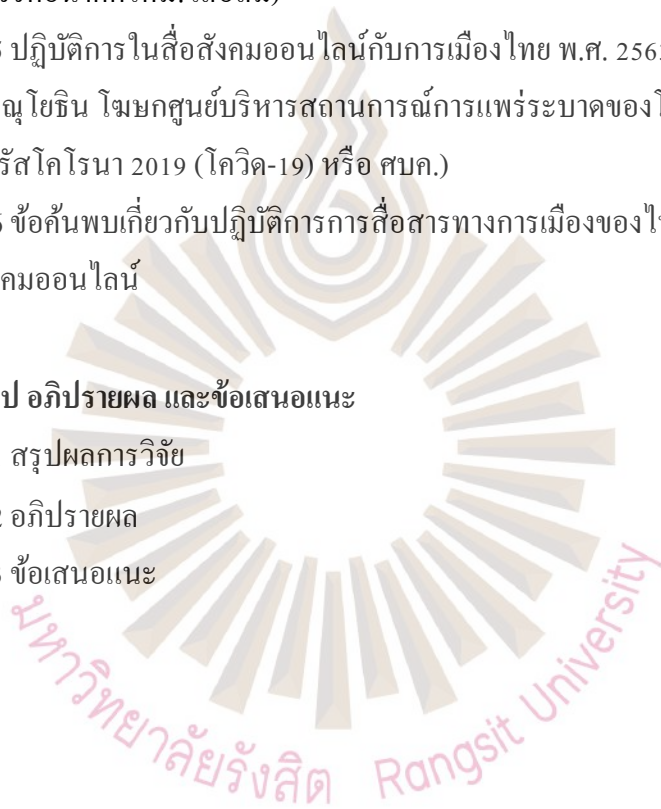 ปฏิบัติการในสื่อสังคมออนไลน์กับการเมืองไทย พ.ศ.
โฆษกศูนย์บริหารสถานการณ์การแพร่ระบาดของ
โคโรนา 2019 (โควิด-19) หรือ ศบค.)
ข้อค้นพบเกี่ยวกับปฏิบัติการการสื่อสารทางการเมืองของ
คมออนไลน์
ป อภิปรายผล และข้อเสนอแนะ
สรุปผลการวิจัย
อภิปรายผล
ข้อเสนอแนะ
มหาวิทยาลัยรังสิต Rangsit University